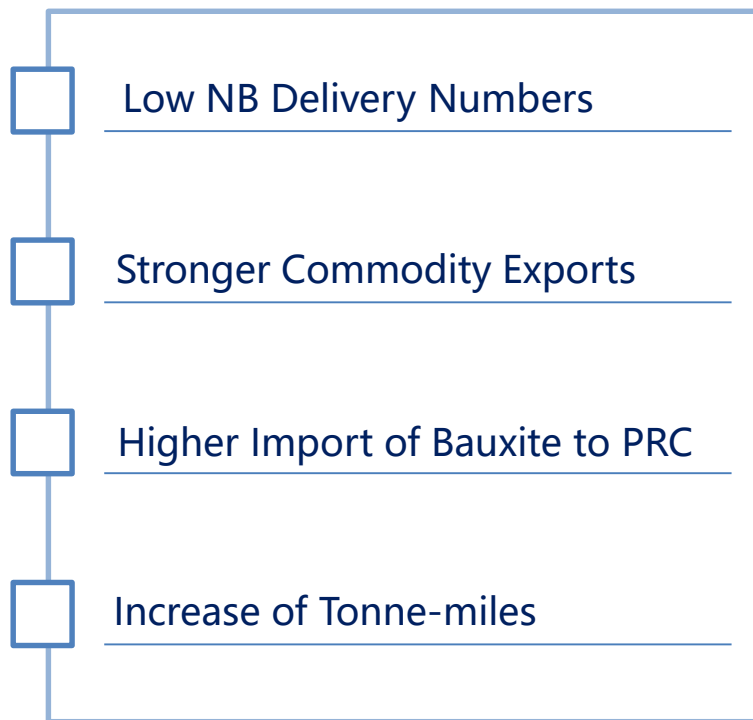 Low NB Delivery Numbers
Stronger Commodity Exports
Higher Import of Bauxite to PRC
Increase of Tonne-miles